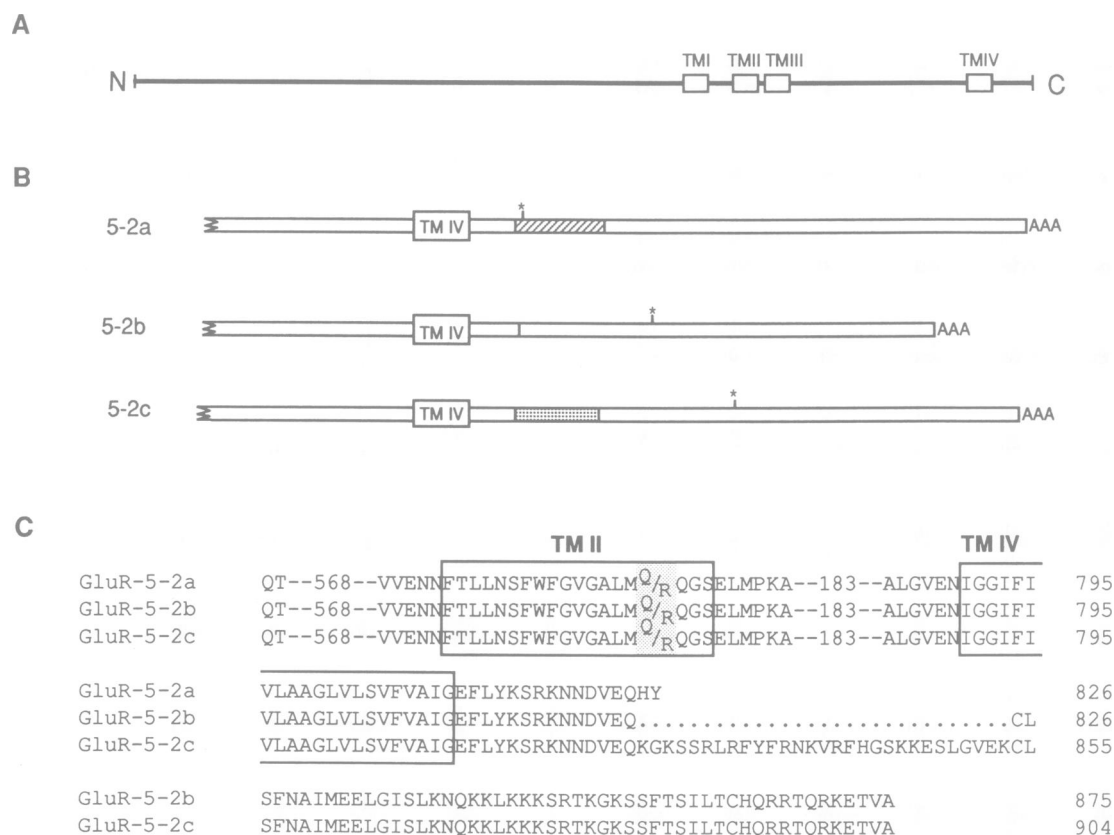 A
TMI TMII TMIII TMIV
N C
B
*
5-2a TM IV AAA
*
5-2b TM IV AAA
*
5-2c TM IV AAA
C
TM II TM IV
GluR-5-2a QT--568--VVENNFTLLNSFWFGVGALMQ/RQGSELMPKA--183--ALGVENIGGIFI 795
GluR-5-2b QT--568--VVENNFTLLNSFWFGVGALMQ/RQGSELMPKA--183--ALGVENIGGIFI 795
GluR-5-2c QT--568--VVENNFTLLNSFWFGVGALMQ/RQGSELMPKA--183--ALGVENIGGIFI 795
GluR-5-2a VLAAGLVLSVFVAIGEFLYKSRKNNDVEQHY 826
GluR-5-2b VLAAGLVLSVFVAIGEFLYKSRKNNDVEQ.............................CL 826
GluR-5-2c VLAAGLVLSVFVAIGEFLYKSRKNNDVEQKGKSSRLRFYFRNKVRFHGSKKESLGVEKCL 855
GluR-5-2b SFNAIMEELGISLKNQKKLKKKSRTKGKSSFTSILTCHQRRTQRKETVA 875
GluR-5-2c SFNAIMEELGISLKNQKKLKKKSRTKGKSSFTSILTCHQRRTQRKETVA 904